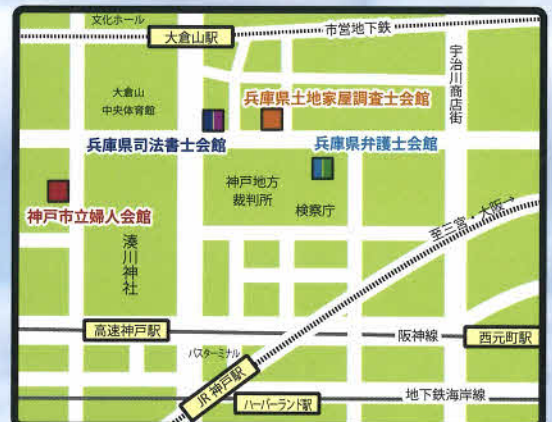 文化ホール
大倉山駅
市営地下鉄
宇治川商店街
大倉山
中央体育館
兵庫県土地家屋調査士会館
兵庫県司法書士会館
兵庫県弁護士会館
神戸市立婦人会館
神戸地方
裁判所
検察庁
湊川神社
至三宮・大阪→
高速神戸駅
バスターミナル
阪神線
西元町駅
JR神戸駅
ハーバーランド駅
地下鉄海岸線